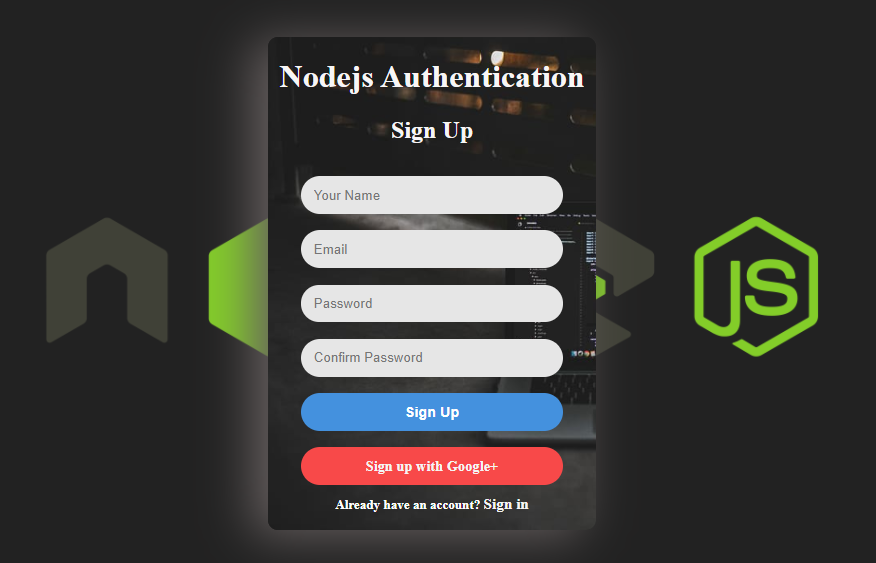 Nodejs Authentication
Sign Up
Your Name
Email
Password
Confirm Password
Sign Up
Sign up with Google+
Already have an account? Sign in
JS